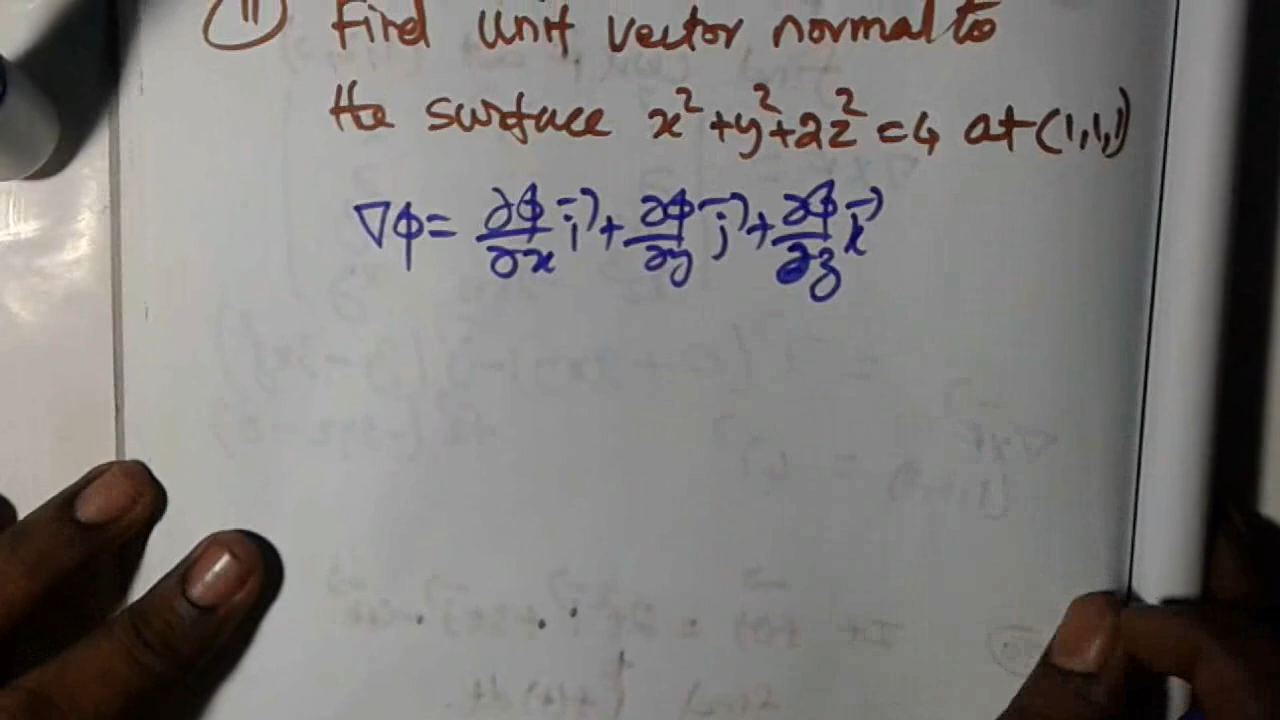 (11) Find unit vector normal to
the surface x²+y²+2z²=4 at (1,1,1)
∇ϕ= ∂ϕ/∂x i⃗ + ∂ϕ/∂y j⃗ + ∂ϕ/∂z k⃗